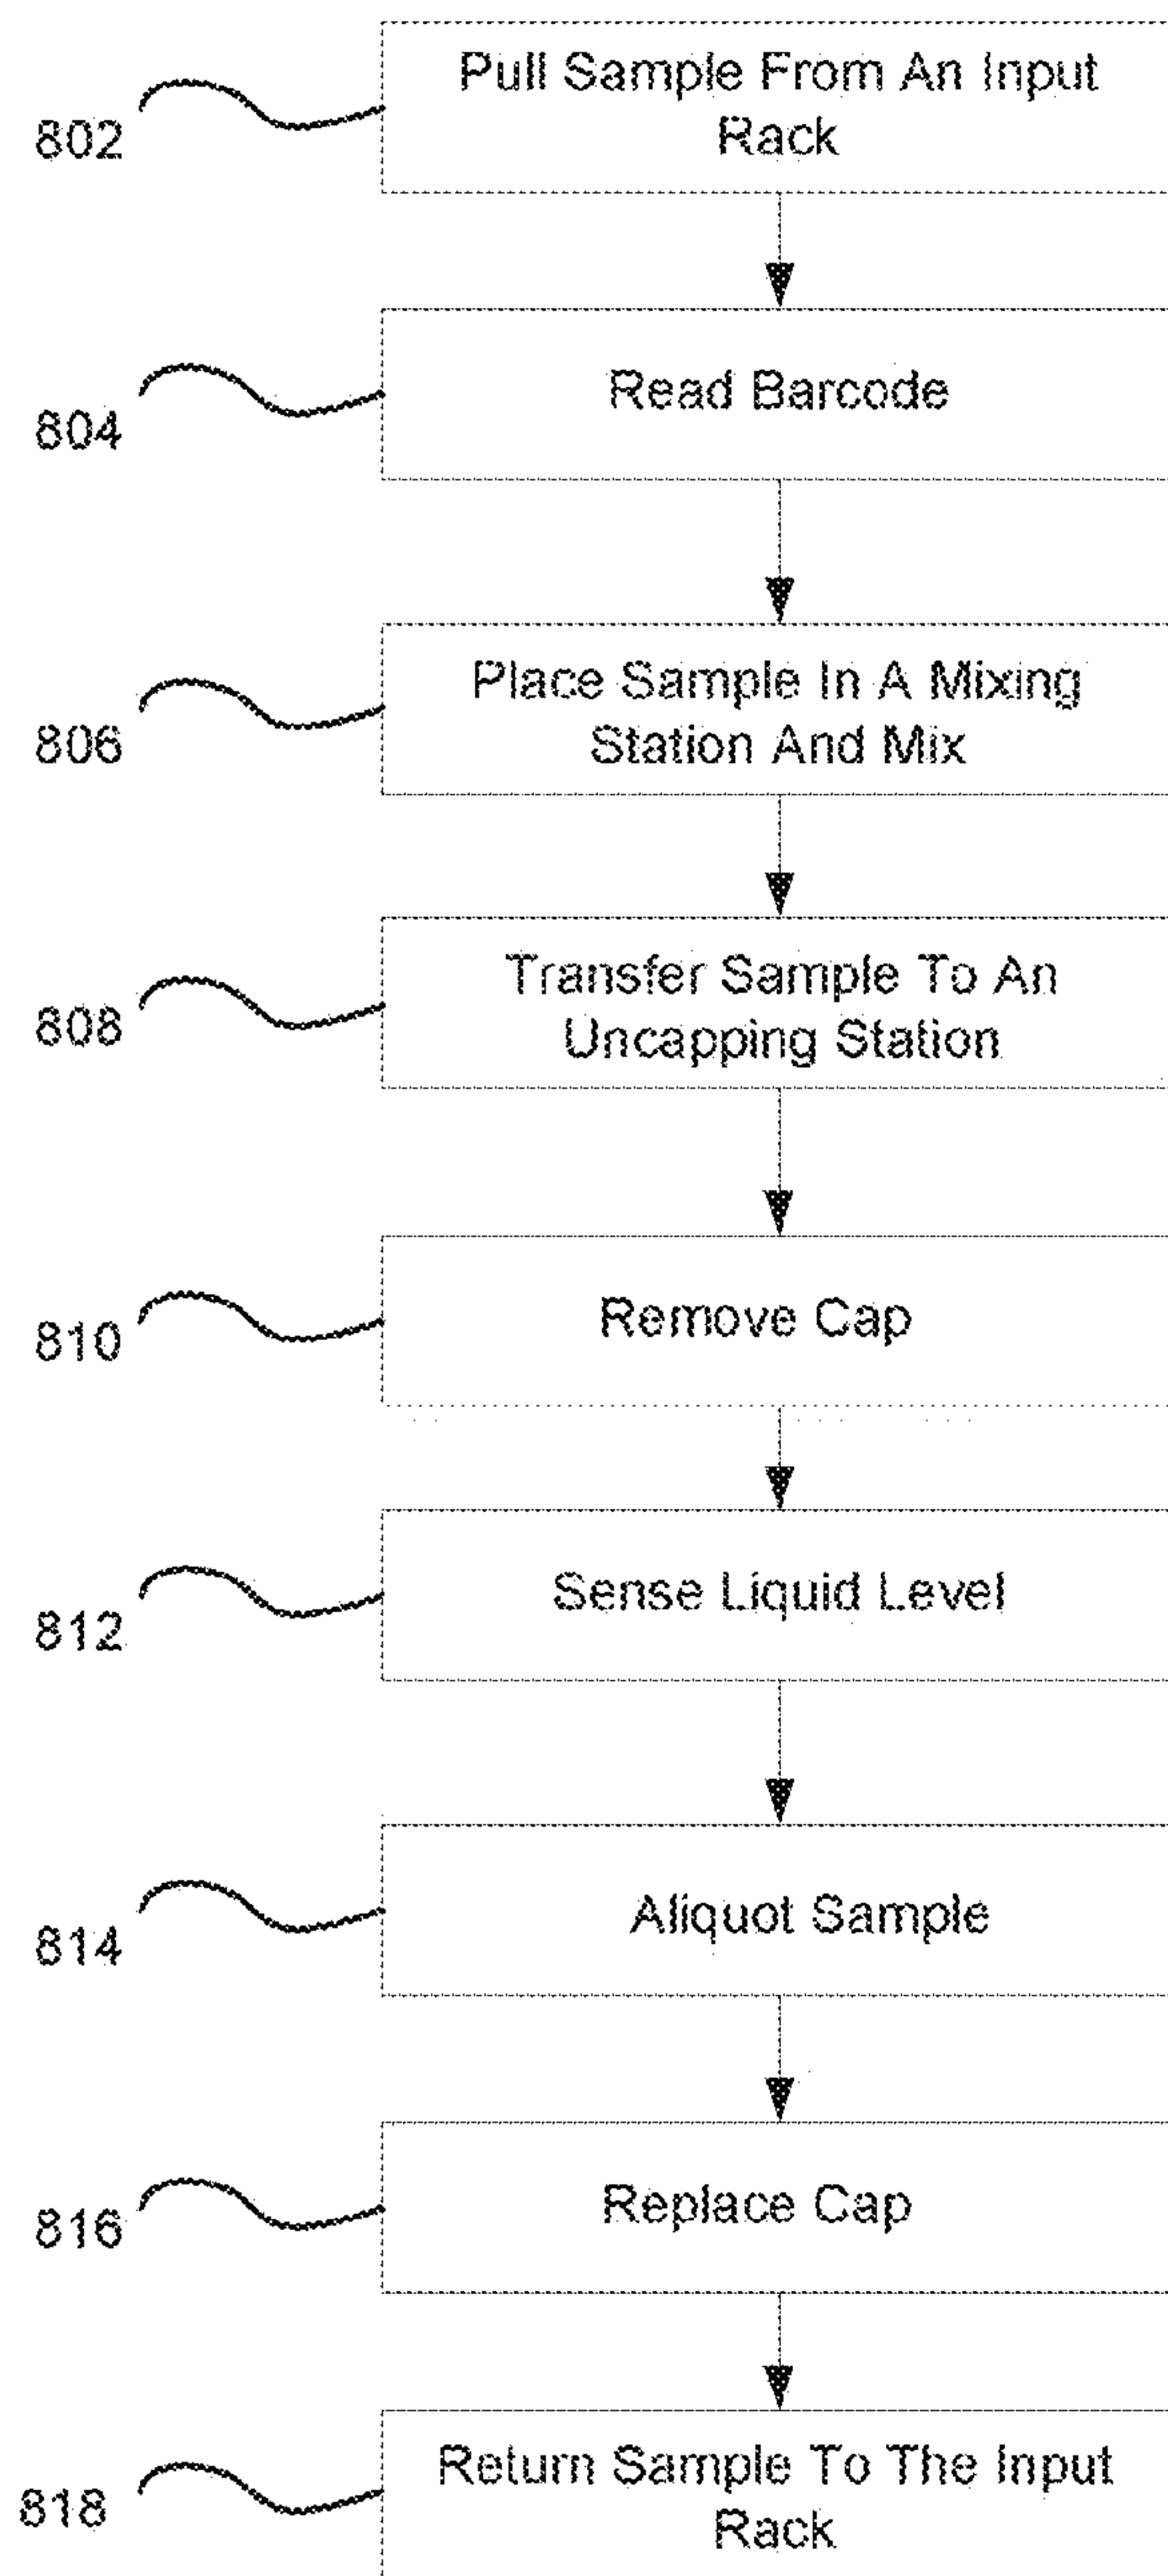 Pull Sample From An Input
Rack
802
Read Barcode
804
Place Sample In A Mixing
Station And Mix
806
Transfer Sample To An
Uncapping Station
808
Remove Cap
810
Sense Liquid Level
812
Aliquot Sample
814
Replace Cap
816
Return Sample To The Input
Rack
818